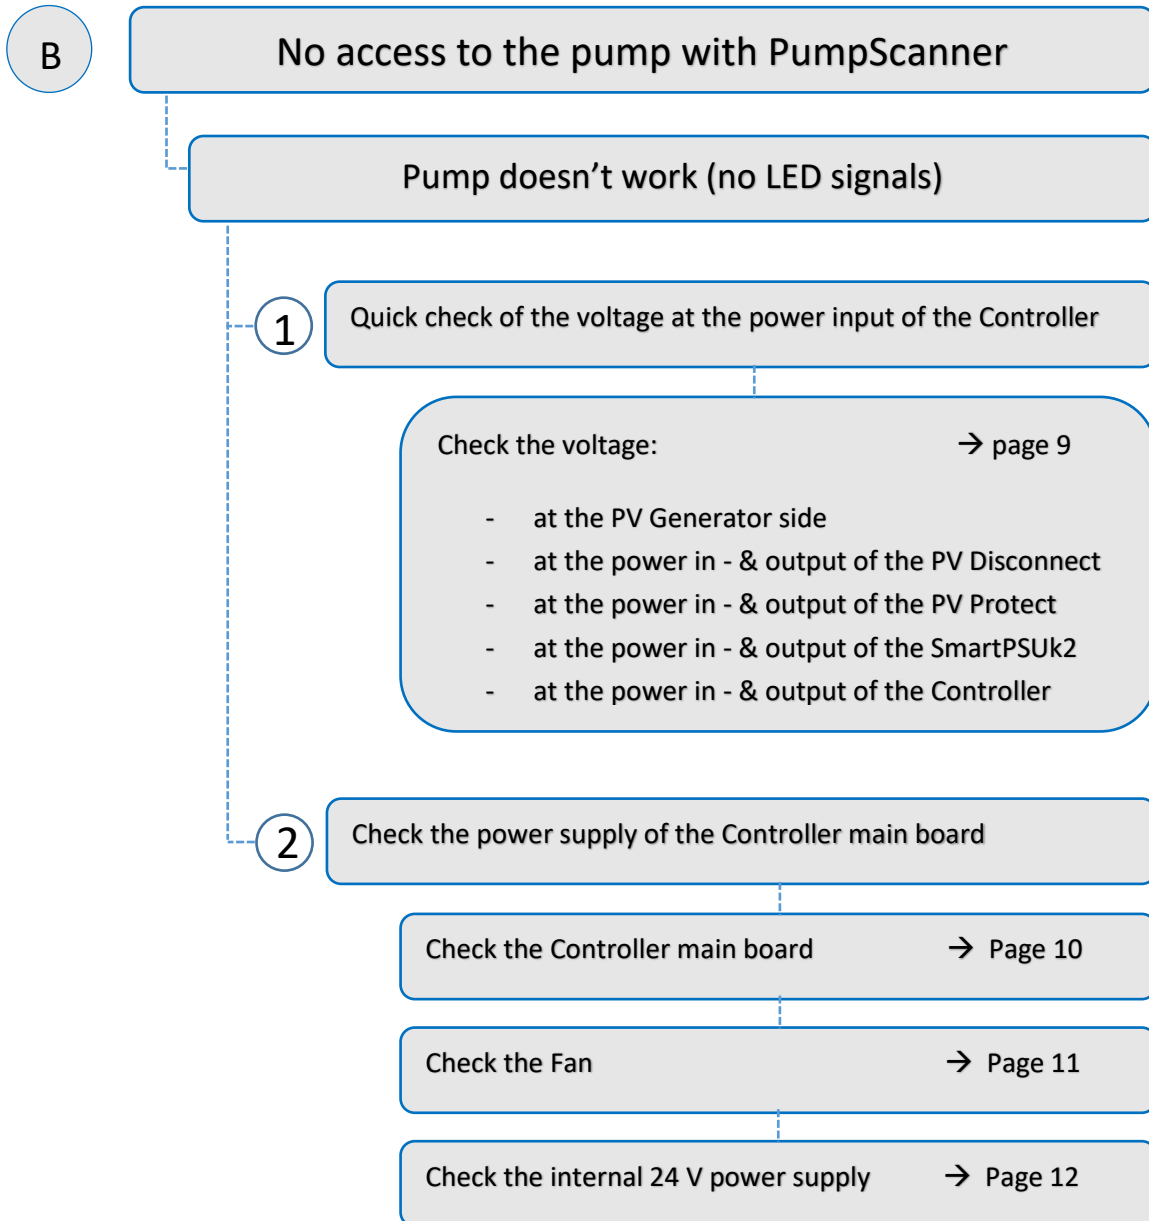 B
No access to the pump with PumpScanner
Pump doesn’t work (no LED signals)
1
Quick check of the voltage at the power input of the Controller
Check the voltage: → page 9
- at the PV Generator side
- at the power in - & output of the PV Disconnect
- at the power in - & output of the PV Protect
- at the power in - & output of the SmartPSUk2
- at the power in - & output of the Controller
2
Check the power supply of the Controller main board
Check the Controller main board → Page 10
Check the Fan → Page 11
Check the internal 24 V power supply → Page 12